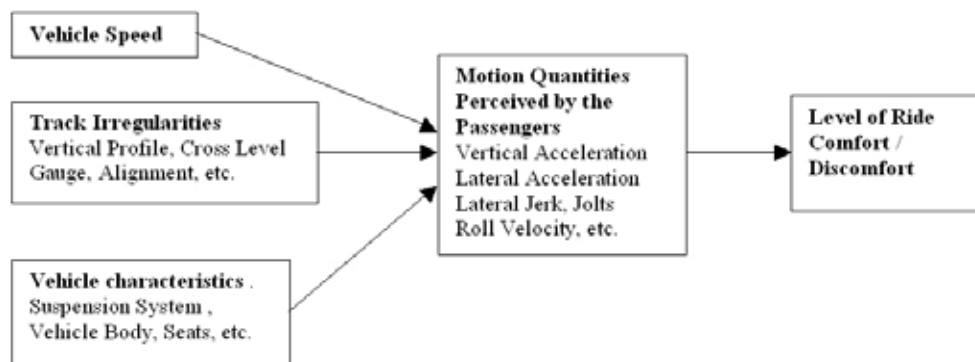 Vehicle Speed
Track Irregularities
Vertical Profile, Cross Level
Gauge, Alignment, etc.
Vehicle characteristics .
Suspension System ,
Vehicle Body, Seats, etc.
Motion Quantities
Perceived by the
Passengers
Vertical Acceleration
Lateral Acceleration
Lateral Jerk, Jolts
Roll Velocity, etc.
Level of Ride
Comfort /
Discomfort